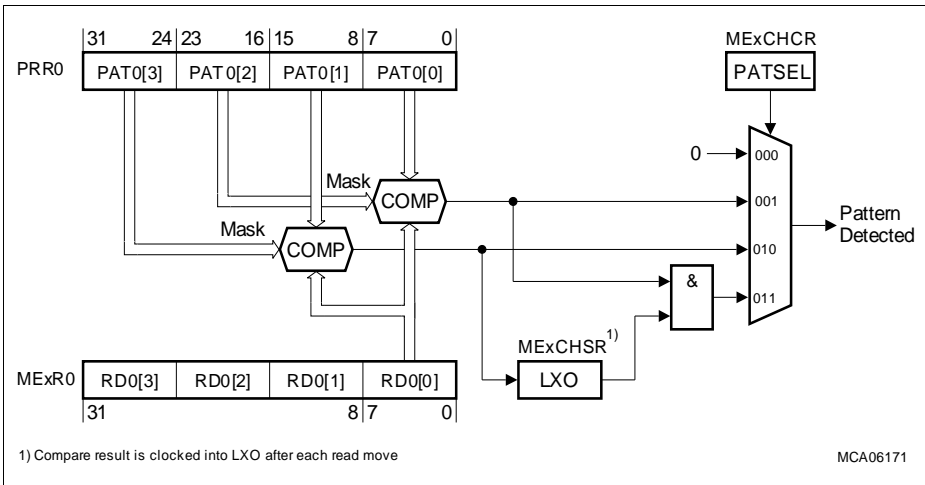 31 24 23 16 15 8 7 0
MExCHCR
PRR0 PAT0[3] PAT0[2] PAT0[1] PAT0[0] PATSEL
0 000
Mask
COMP 001
Pattern
Detected
Mask
COMP 010
&
011
MExCHSR 1)
LXO
MExR0 RD0[3] RD0[2] RD0[1] RD0[0]
31 8 7 0
1) Compare result is clocked into LXO after each read move
MCA06171